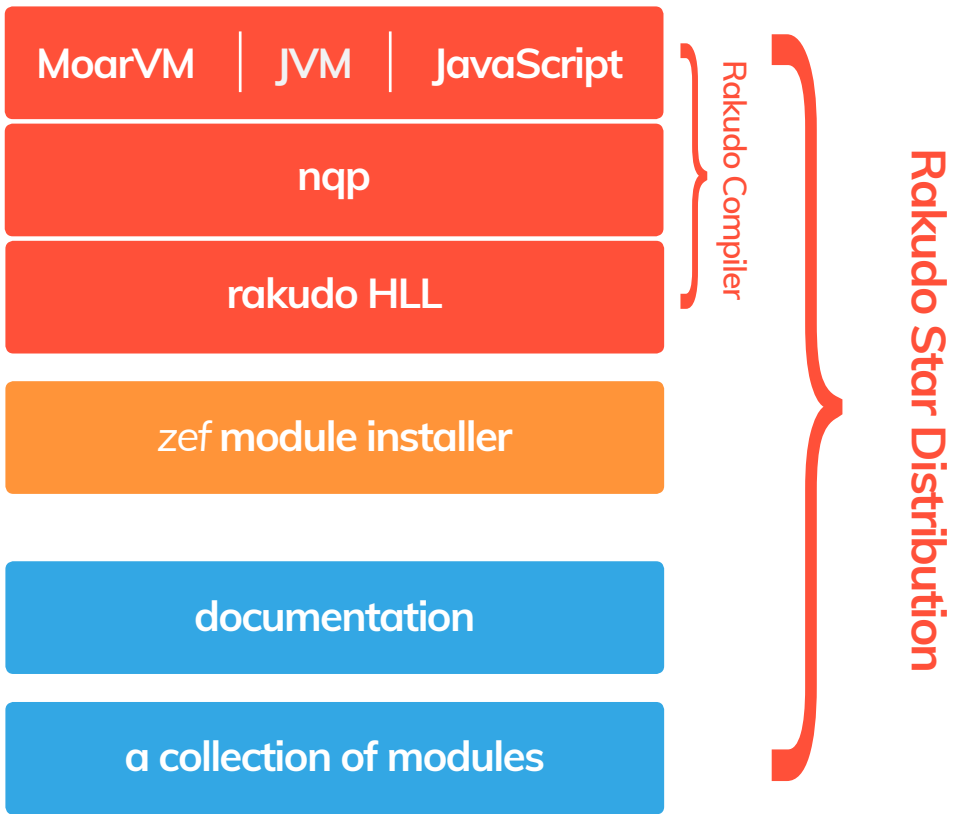 MoarVM | JVM | JavaScript
nqp
rakudo HLL
zef module installer
documentation
a collection of modules
Rakudo Compiler
Rakudo Star Distribution